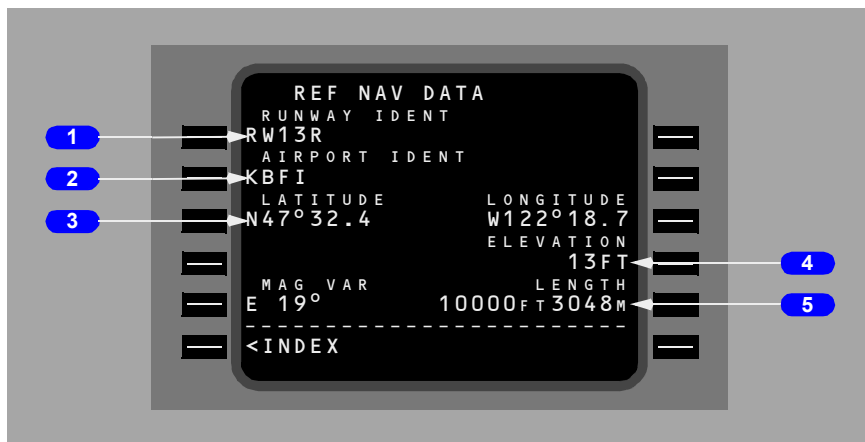 REF NAV DATA
RUNWAY IDENT
1 RW13R
AIRPORT IDENT
2 KBFI
LATITUDE LONGITUDE
3 N47°32.4 W122°18.7
ELEVATION
13FT 4
MAG VAR LENGTH
E 19° 10000FT3048M 5
------------------------
<INDEX